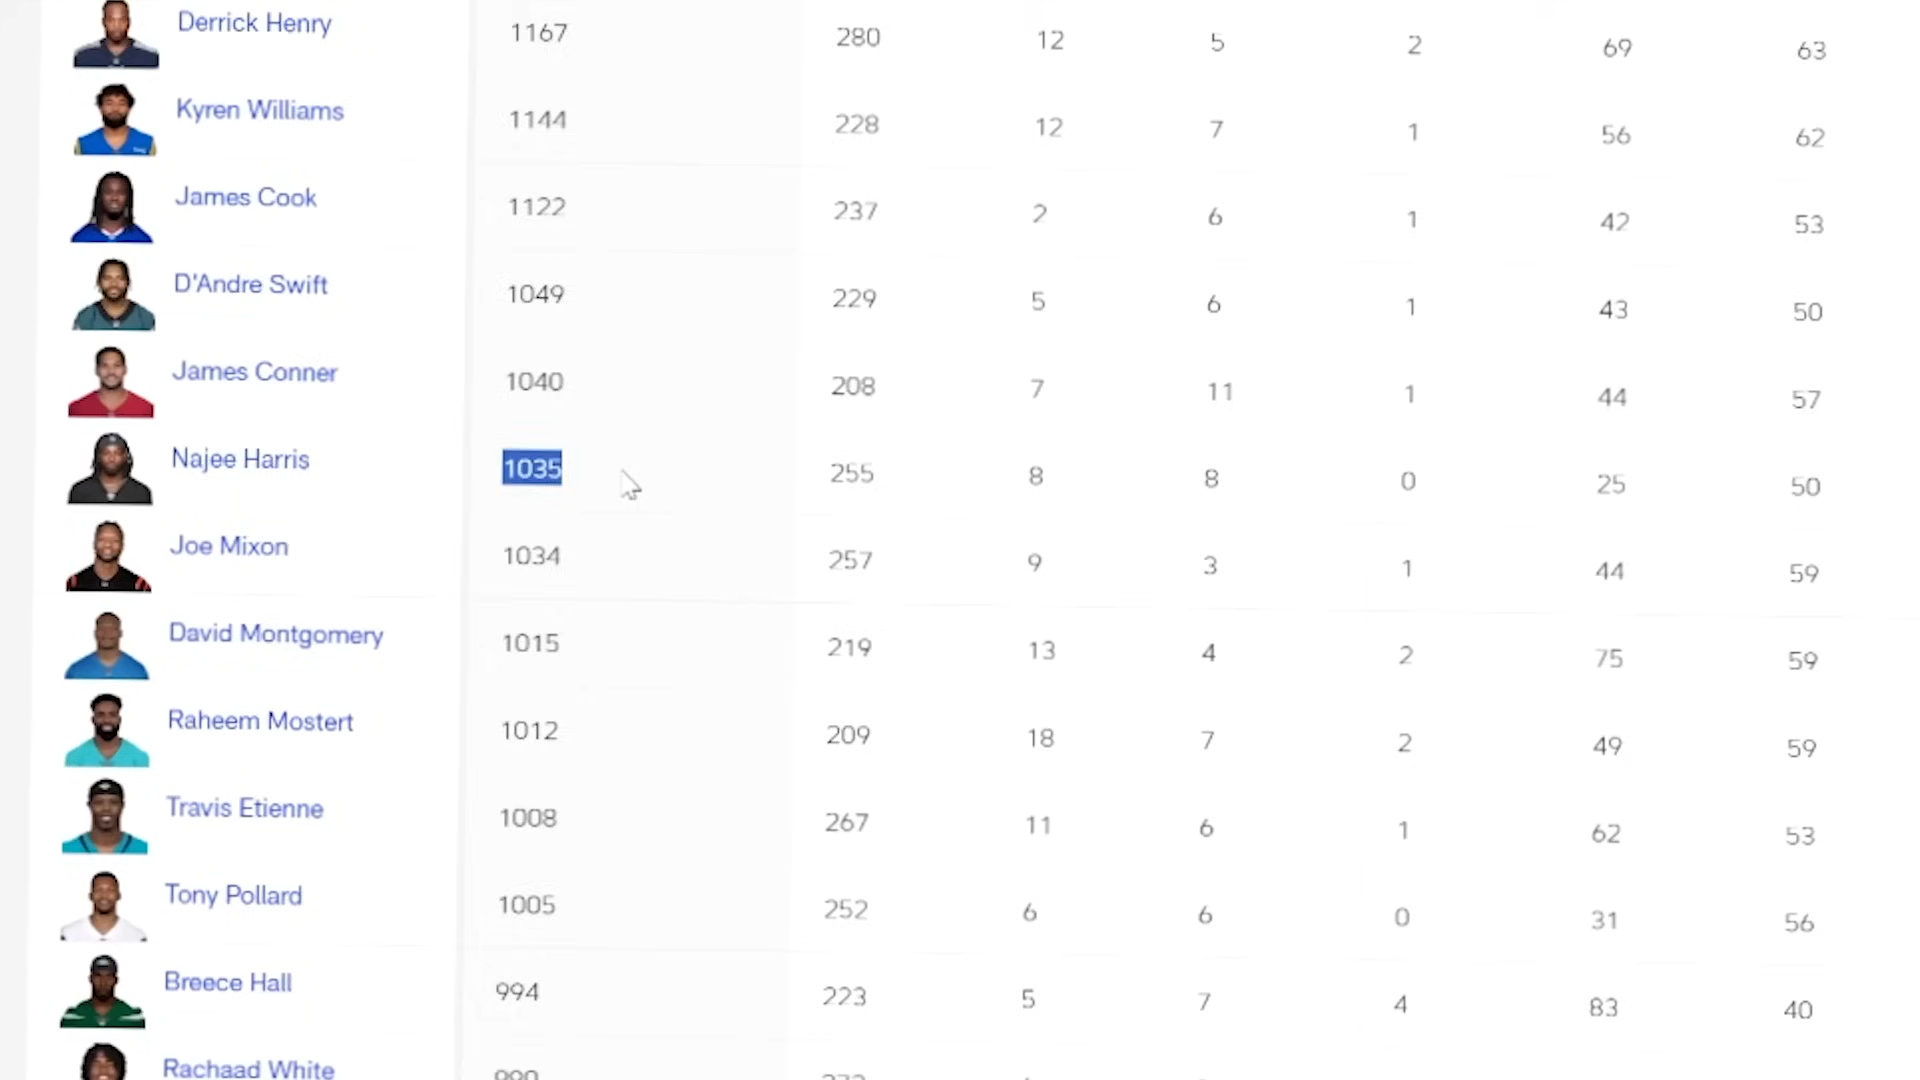 Derrick Henry 1167 280 12 5 2 69 63
Kyren Williams 1144 228 12 7 1 56 62
James Cook 1122 237 2 6 1 42 53
D'Andre Swift 1049 229 5 6 1 43 50
James Conner 1040 208 7 11 1 44 57
Najee Harris 1035 255 8 8 0 25 50
Joe Mixon 1034 257 9 3 1 44 59
David Montgomery 1015 219 13 4 2 75 59
Raheem Mostert 1012 209 18 7 2 49 59
Travis Etienne 1008 267 11 6 1 62 53
Tony Pollard 1005 252 6 6 0 31 56
Breece Hall 994 223 5 7 4 83 40
Rachaad White